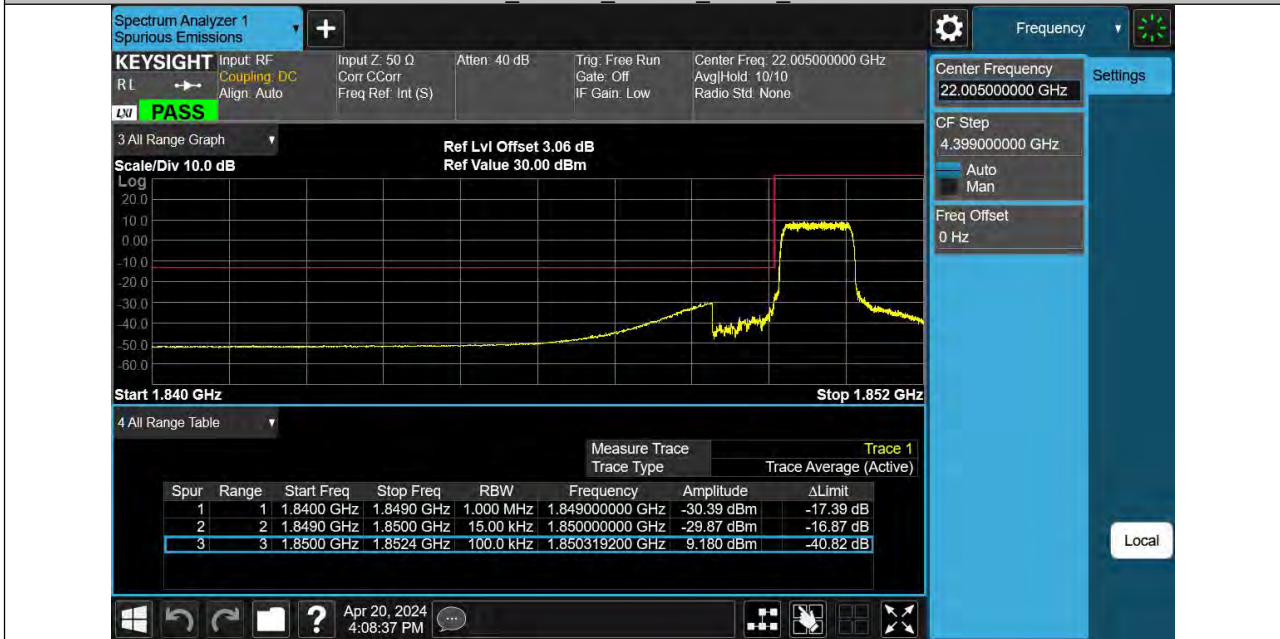 Spectrum Analyzer 1
Spurious Emissions
Frequency
KEYSIGHT
R L
LXI
PASS
Input: RF
Coupling: DC
Align: Auto
Input Z: 50 Ω
Corr CCorr
Freq Ref: Int (S)
Atten: 40 dB
Trig: Free Run
Gate: Off
IF Gain: Low
Center Freq: 22.005000000 GHz
Avg|Hold: 10/10
Radio Std: None
Center Frequency
22.005000000 GHz
Settings
CF Step
4.399000000 GHz
Auto
Man
Freq Offset
0 Hz
3 All Range Graph
Scale/Div 10.0 dB
Ref Lvl Offset 3.06 dB
Ref Value 30.00 dBm
Log
20.0
10.0
0.00
-10.0
-20.0
-30.0
-40.0
-50.0
-60.0
Start 1.840 GHz
Stop 1.852 GHz
4 All Range Table
Measure Trace Trace 1
Trace Type Trace Average (Active)
Spur Range Start Freq Stop Freq RBW Frequency Amplitude ΔLimit
1 1 1.8400 GHz 1.8490 GHz 1.000 MHz 1.849000000 GHz -30.39 dBm -17.39 dB
2 2 1.8490 GHz 1.8500 GHz 15.00 kHz 1.850000000 GHz -29.87 dBm -16.87 dB
3 3 1.8500 GHz 1.8524 GHz 100.0 kHz 1.850319200 GHz 9.180 dBm -40.82 dB
Local
Apr 20, 2024
4:08:37 PM